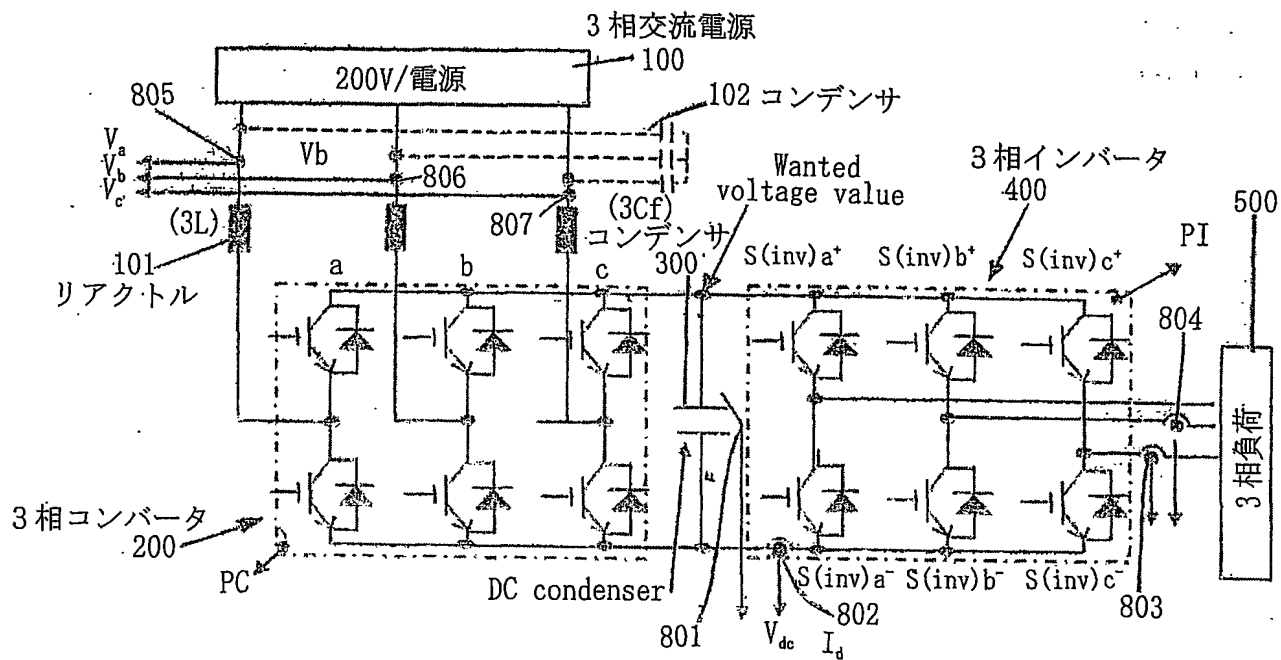 3相交流電源
100
200V/電源
805
102 コンデンサ
Va
Vb
Vc'
Vb
806
807
(3L)
101
リアクトル
(3Cf)
コンデンサ
300
Wanted
voltage value
3相インバータ
400
500
PI
a
b
c
S(inv)a⁺
S(inv)b⁺
S(inv)c⁺
804
3相負荷
3相コンバータ
200
PC
DC condenser
801
Vdc
802
Id
S(inv)a⁻
S(inv)b⁻
S(inv)c⁻
803